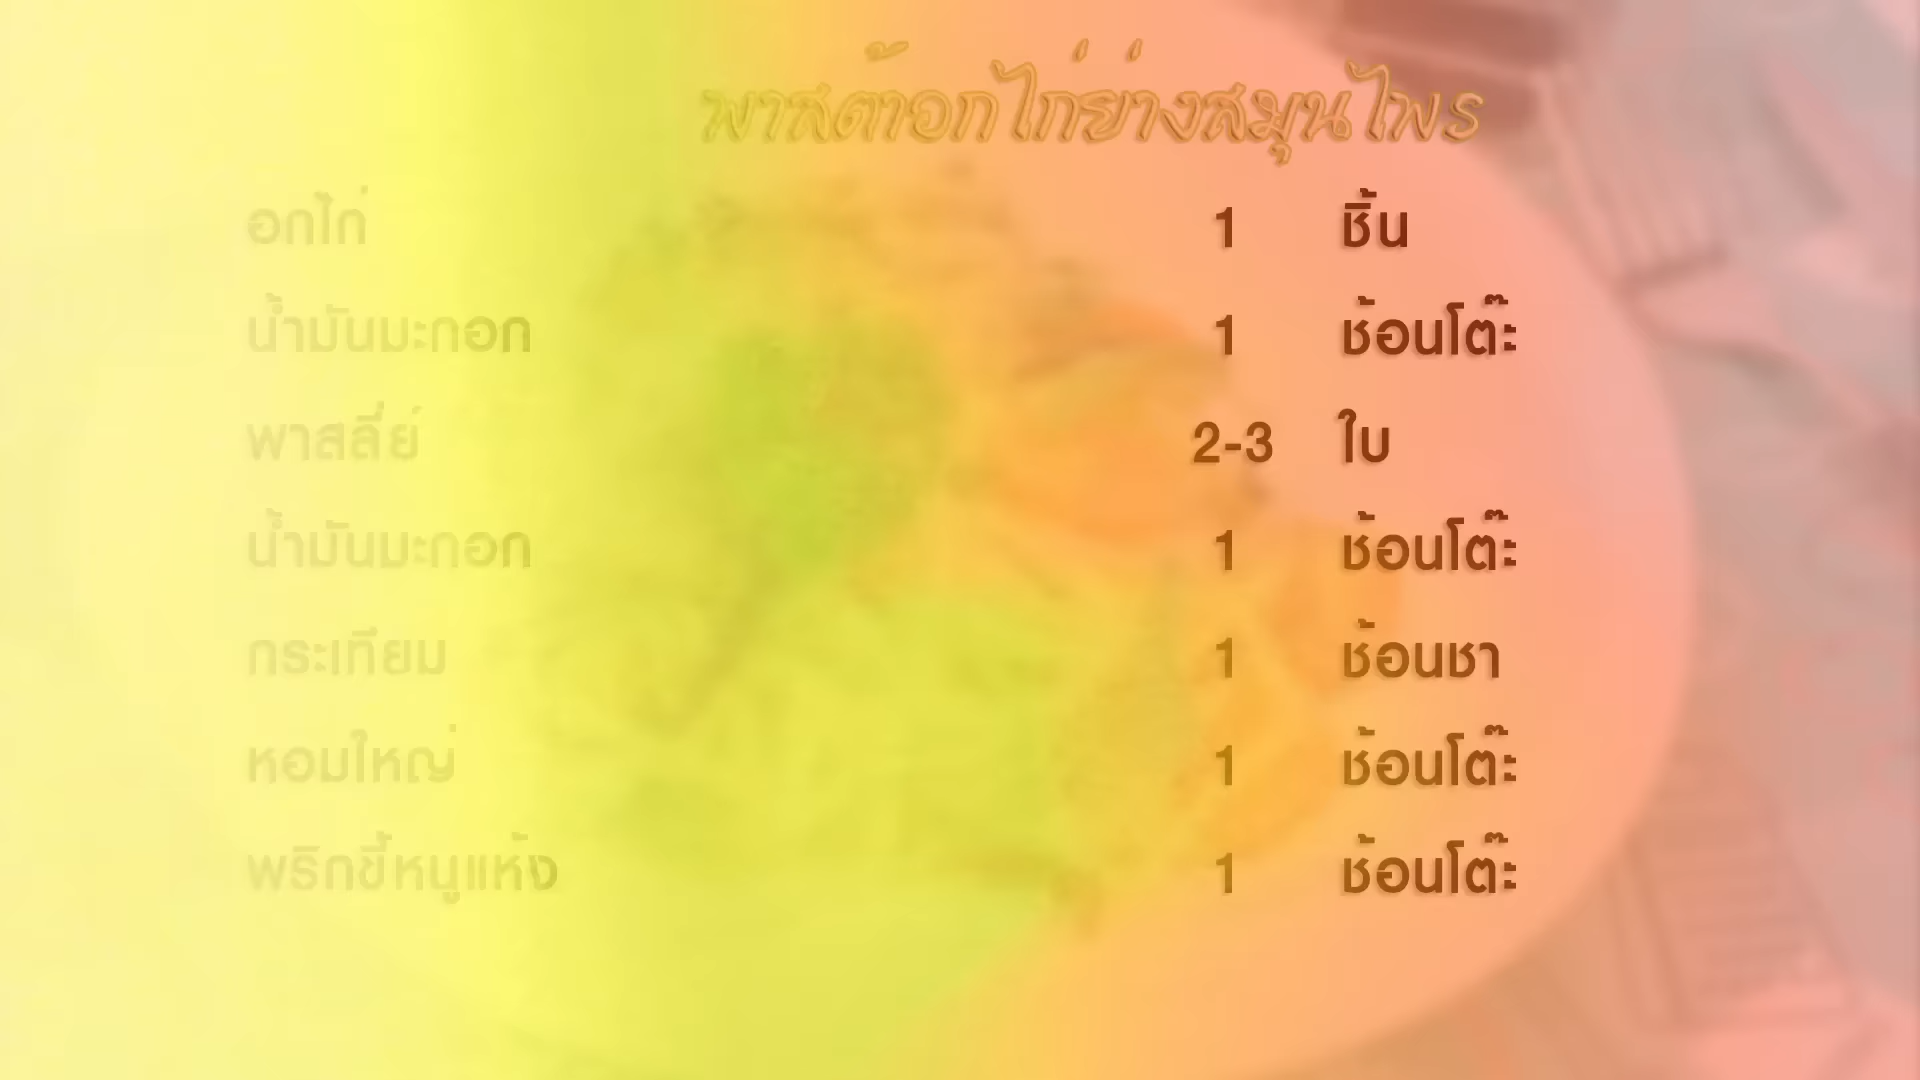 พาสต้าอกไก่ย่างสมุนไพร
อกไก่ 1 ชิ้น
น้ำมันมะกอก 1 ช้อนโต๊ะ
พาสลี่ย์ 2-3 ใบ
น้ำมันมะกอก 1 ช้อนโต๊ะ
กระเทียม 1 ช้อนชา
หอมใหญ่ 1 ช้อนโต๊ะ
พริกขี้หนูแห้ง 1 ช้อนโต๊ะ